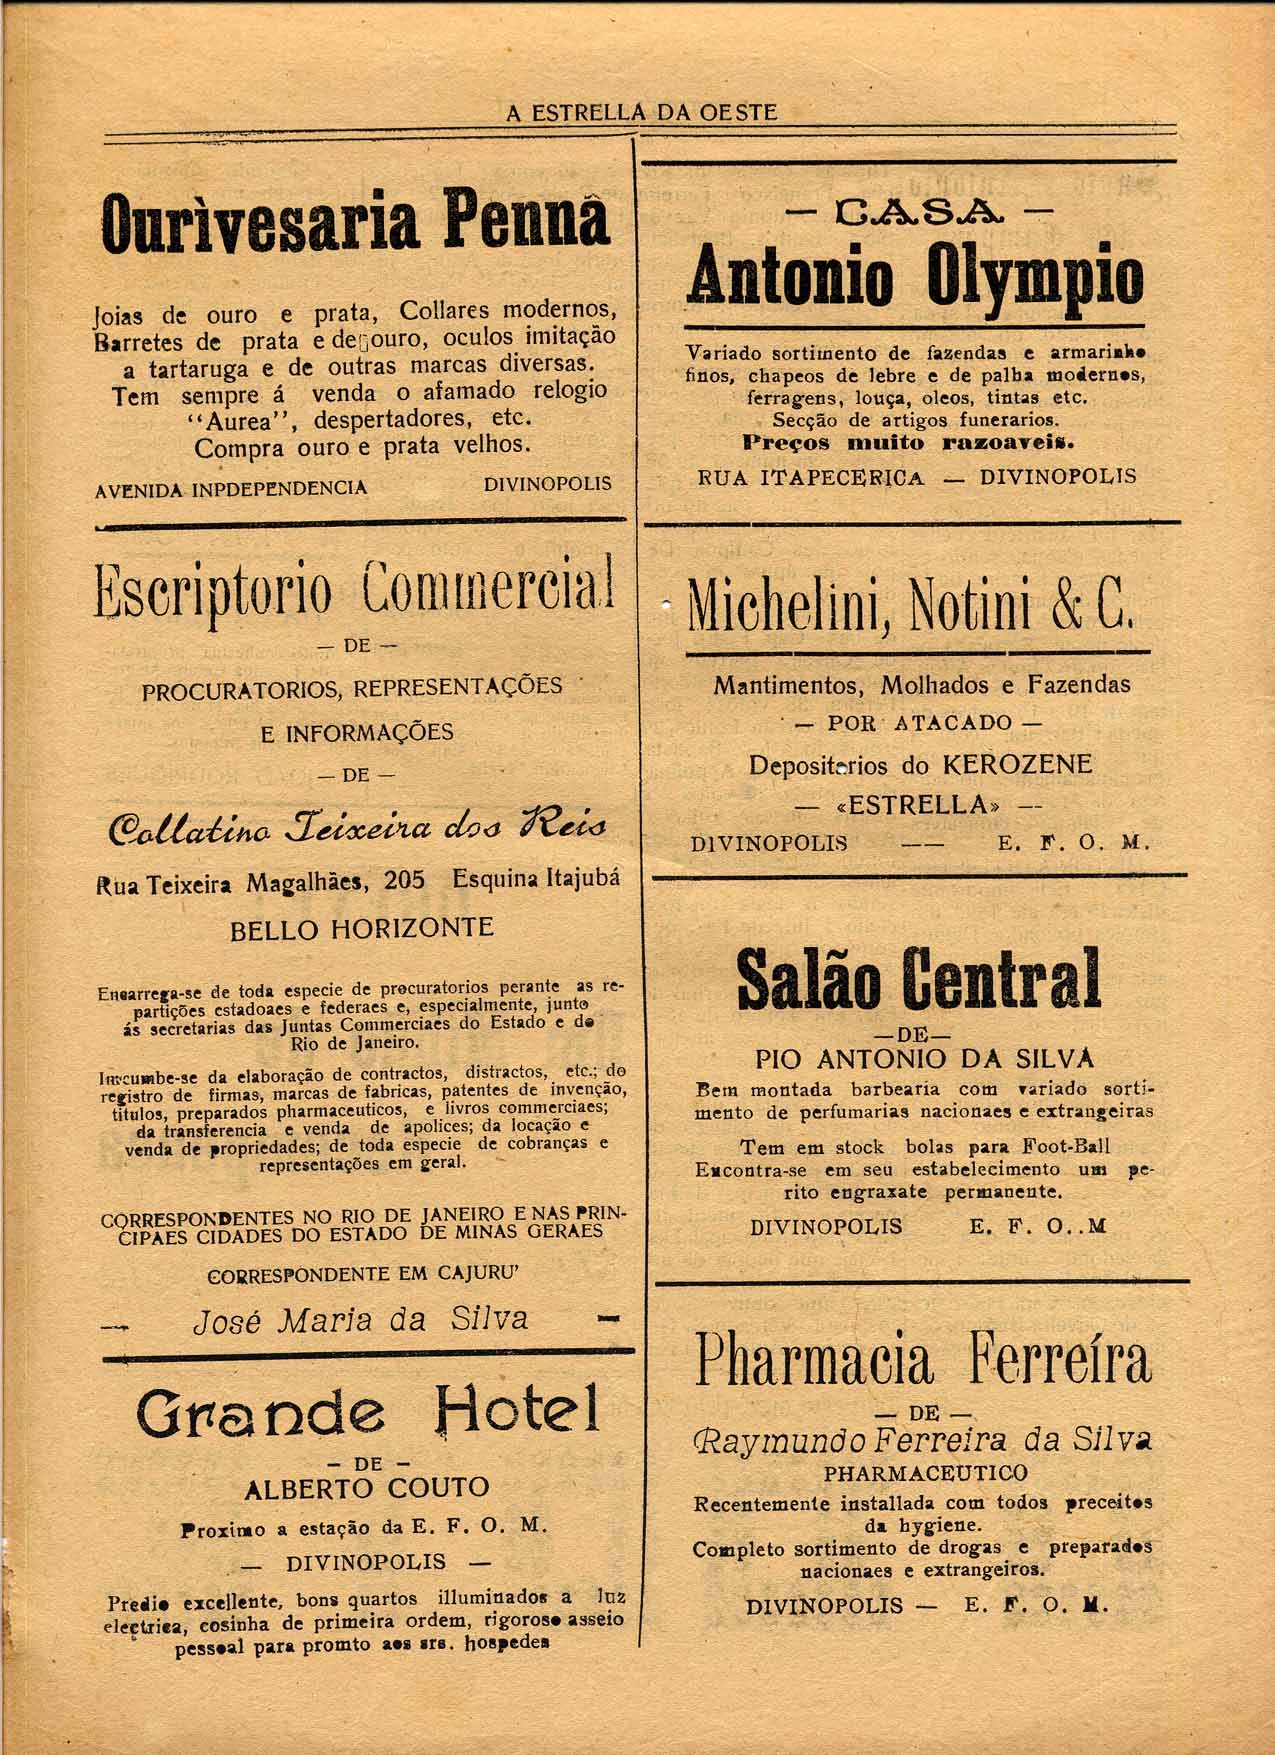 A ESTRELLA DA OESTE
Ourìvesaria Pennâ
Joias de ouro e prata, Collares modernos,
Barretes de prata e de ouro, oculos imitação
a tartaruga e de outras marcas diversas.
Tem sempre á venda o afamado relogio
"Aurea", despertadores, etc.
Compra ouro e prata velhos.
AVENIDA INPDEPENDENCIA DIVINOPOLIS
Escriptorio Commercial
— DE —
PROCURATORIOS, REPRESENTAÇÕES
E INFORMAÇÕES
— DE —
Collatino Teixeira dos Reis
Rua Teixeira Magalhães, 205 Esquina Itajubá
BELLO HORIZONTE
Encarrega-se de toda especie de procuratorios perante as re-
partições estadoaes e federaes e, especialmente, junto
ás secretarias das Juntas Commerciaes do Estado e do
Rio de Janeiro.
Incumbe-se da elaboração de contractos, distractos, etc.; do
registro de firmas, marcas de fabricas, patentes de invenção,
titulos, preparados pharmaceuticos, e livros commerciaes;
da transferencia e venda de apolices; da locação e
venda de propriedades; de toda especie de cobranças e
representações em geral.
CORRESPONDENTES NO RIO DE JANEIRO E NAS PRIN-
CIPAES CIDADES DO ESTADO DE MINAS GERAES
CORRESPONDENTE EM CAJURU'
— José Maria da Silva —
Grande Hotel
— DE —
ALBERTO COUTO
Proximo a estação da E. F. O. M.
— DIVINOPOLIS —
Predio excellente, bons quartos illuminados a luz
electrica, cosinha de primeira ordem, rigoroso asseio
pessoal para promto aos srs. hospedes
— CASA —
Antonio Olympio
Variado sortimento de fazendas e armarinho
finos, chapeos de lebre e de palha modernos,
ferragens, louça, oleos, tintas etc.
Secção de artigos funerarios.
Preços muito razoaveis.
RUA ITAPECERICA — DIVINOPOLIS
Michelini, Notini & C.
Mantimentos, Molhados e Fazendas
— POR ATACADO —
Depositarios do KEROZENE
— «ESTRELLA» —
D1VINOPOLIS —— E. F. O. M.
Salão Central
—DE—
PIO ANTONIO DA SILVA
Bem montada barbearia com variado sorti-
mento de perfumarias nacionaes e extrangeiras
Tem em stock bolas para Foot-Ball
Encontra-se em seu estabelecimento um pe-
rito engraxate permanente.
DIVINOPOLIS E. F. O..M
Pharmacia Ferreíra
— DE —
Raymundo Ferreira da Silva
PHARMACEUTICO
Recentemente installada com todos preceitos
da hygiene.
Completo sortimento de drogas e preparados
nacionaes e extrangeiros.
DIVINOPOLIS — E. F. O. M.